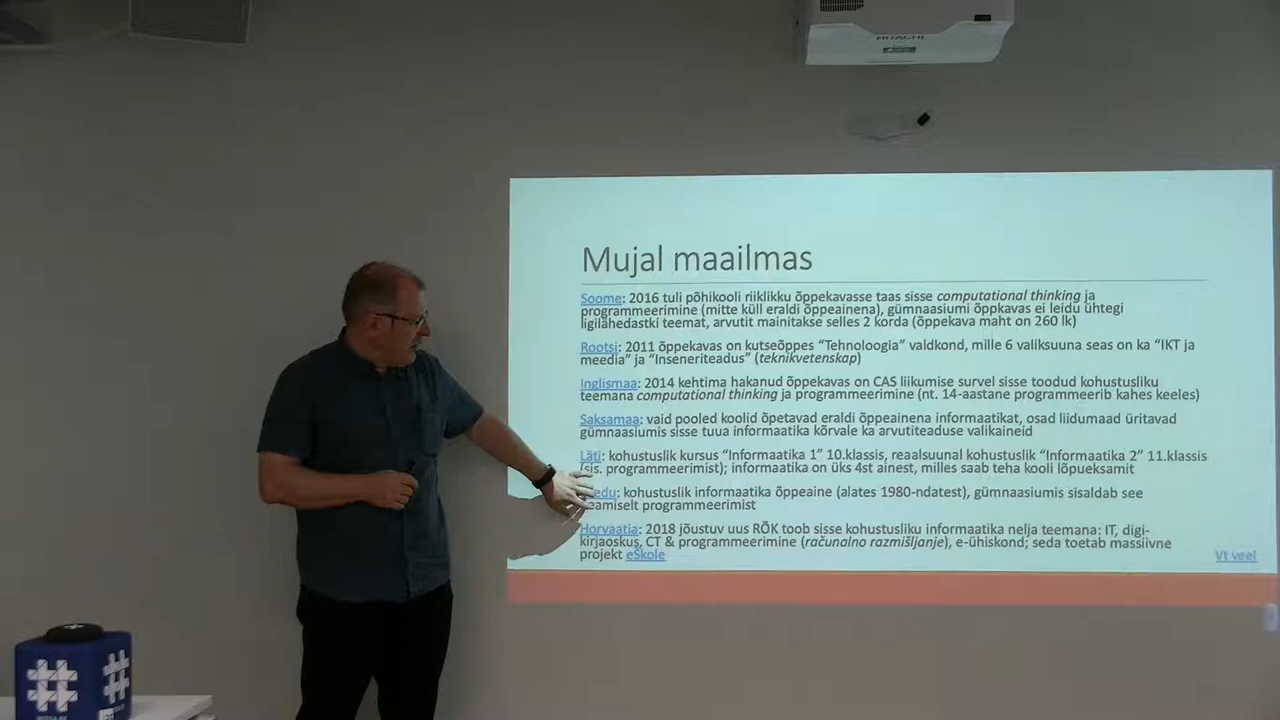 HITACHI
Mujal maailmas
Soome: 2016 tuli põhikooli riiklikku õppekavasse taas sisse computational thinking ja
programmeerimine (mitte küll eraldi õppeainena), gümnaasiumi õppkavas ei leidu ühtegi
ligilähedastki teemat, arvutit mainitakse selles 2 korda (õppekava maht on 260 lk)
Rootsi: 2011 õppekavas on kutseõppes "Tehnoloogia" valdkond, mille 6 valiksuuna seas on ka "IKT ja
meedia" ja "Inseneriteadus" (teknikvetenskap)
Inglismaa: 2014 kehtima hakanud õppekavas on CAS liikumise survel sisse toodud kohustusliku
teemana computational thinking ja programmeerimine (nt. 14-aastane programmeerib kahes keeles)
Saksamaa: vaid pooled koolid õpetavad eraldi õppeainena informaatikat, osad liidumaad üritavad
gümnaasiumis sisse tuua informaatika kõrvale ka arvutiteaduse valikaineid
Läti: kohustuslik kursus "Informaatika 1" 10.klassis, reaalsuunal kohustuslik "Informaatika 2" 11.klassis
(sis. programmeerimist); informaatika on üks 4st ainest, milles saab teha kooli lõpueksamit
edu: kohustuslik informaatika õppeaine (alates 1980-ndatest), gümnaasiumis sisaldab see
eamiselt programmeerimist
Horvaatia: 2018 jõustuv uus RÕK toob sisse kohustusliku informaatika nelja teemana: IT, digi-
kirjaoskus, CT & programmeerimine (računalno razmišljanje), e-ühiskond; seda toetab massiivne
projekt eŠkole
Vt veel